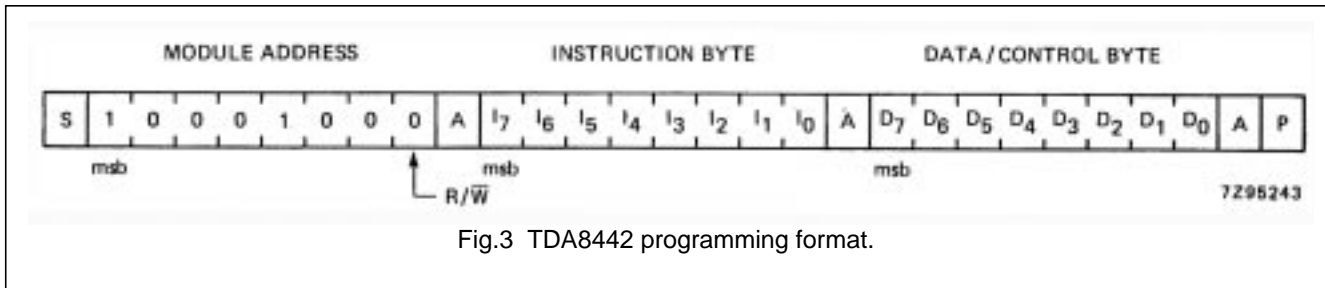 MODULE ADDRESS INSTRUCTION BYTE DATA/CONTROL BYTE
S 1 0 0 0 1 0 0 0 A I7 I6 I5 I4 I3 I2 I1 I0 A D7 D6 D5 D4 D3 D2 D1 D0 A P
msb msb msb
R/W̅ 7Z95243
Fig.3 TDA8442 programming format.